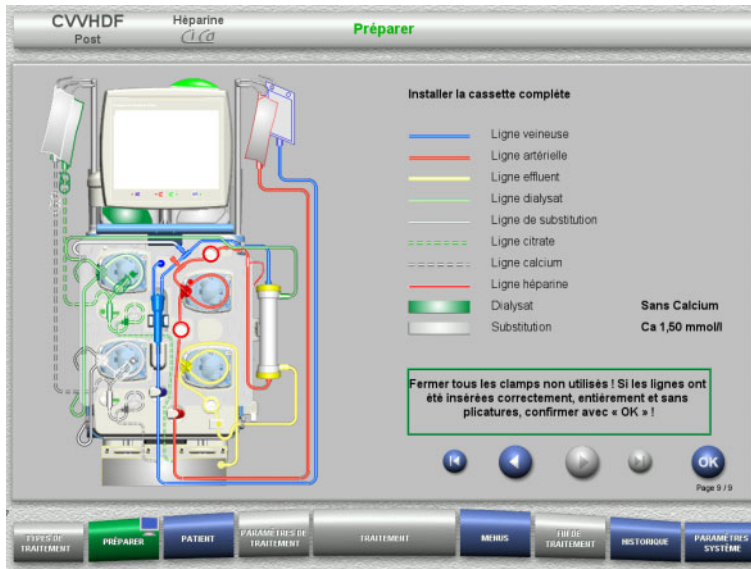 CVVHDF
Post
Héparine
Ci Ca
Préparer
Installer la cassette complète
Ligne veineuse
Ligne artérielle
Ligne effluent
Ligne dialysat
Ligne de substitution
Ligne citrate
Ligne calcium
Ligne héparine
Dialysat Sans Calcium
Substitution Ca 1,50 mmol/l
Fermer tous les clamps non utilisés ! Si les lignes ont
été insérées correctement, entièrement et sans
plicatures, confirmer avec « OK » !
OK
Page 9 / 9
TYPES DE
TRAITEMENT
PRÉPARER
PATIENT
PARAMÈTRES DE
TRAITEMENT
TRAITEMENT
MENUS
FIN DE
TRAITEMENT
HISTORIQUE
PARAMÈTRES
SYSTÈME